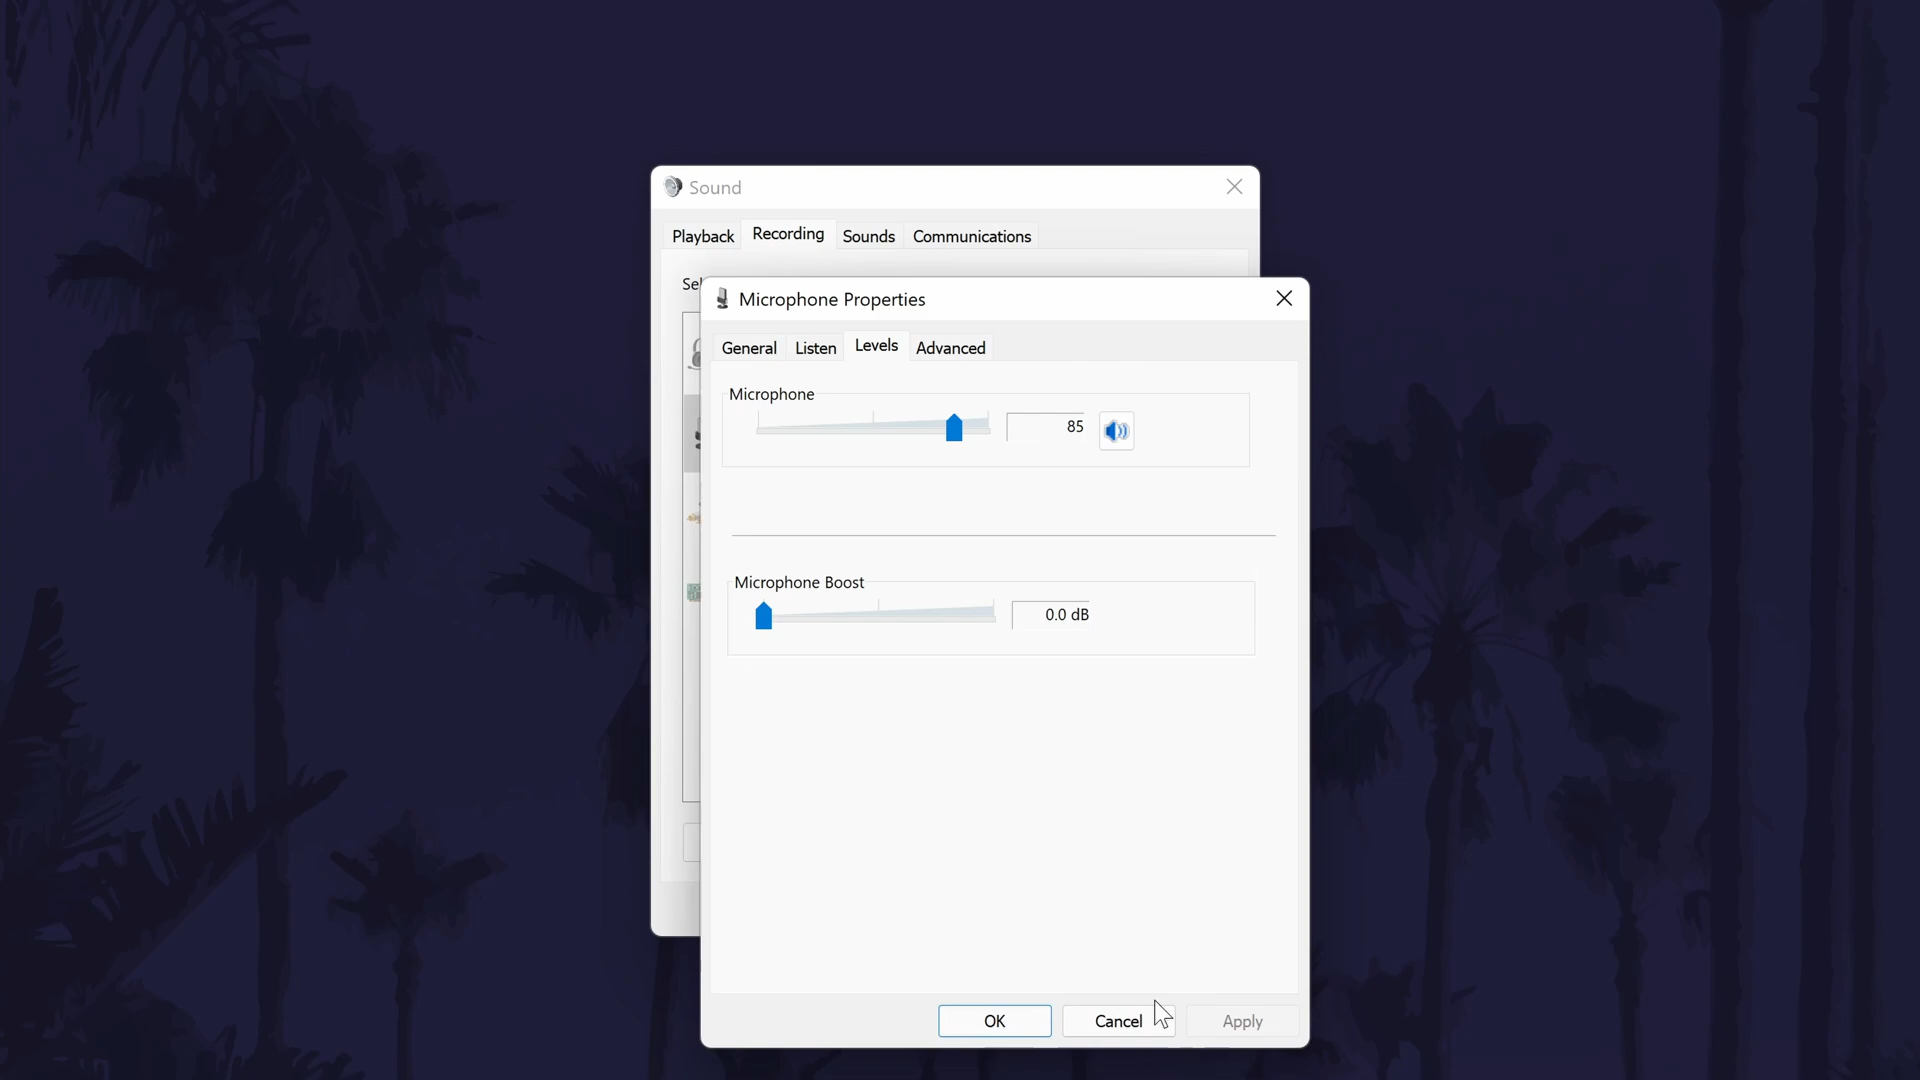 Sound
Playback Recording Sounds Communications
Microphone Properties
General Listen Levels Advanced
Microphone
85
Microphone Boost
0.0 dB
OK Cancel Apply